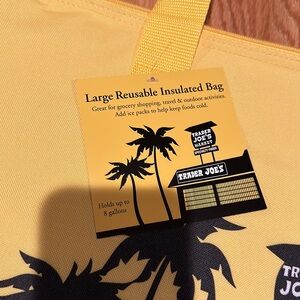 Large Reusable Insulated Bag
Great for grocery shopping, travel & outdoor activities.
Add ice packs to help keep foods cold.
TRADER
JOE'S
MARKET
TRADER JOE'S
Holds up to
8 gallons
TR
JO